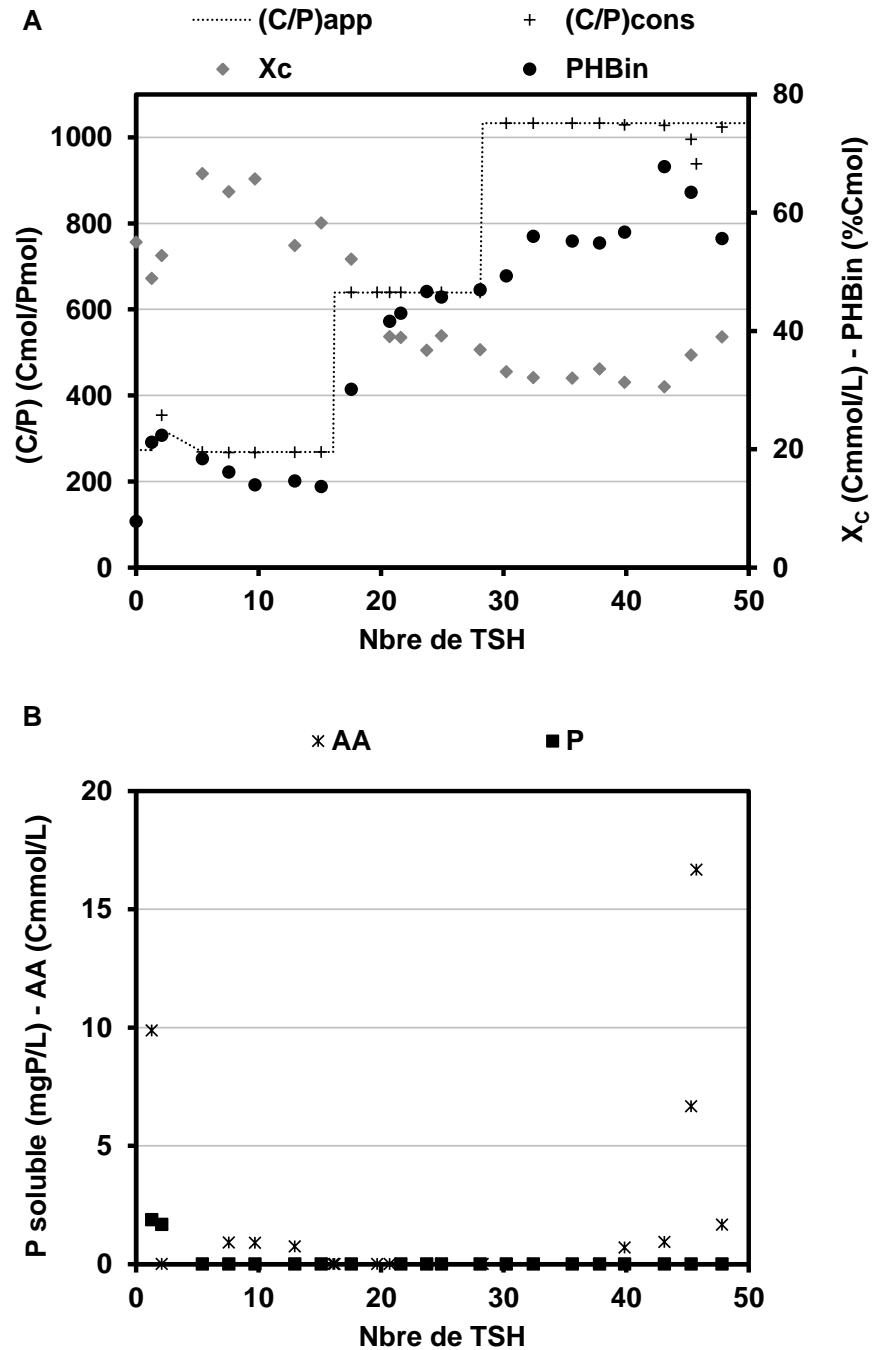 A
(C/P)app (C/P)cons
Xc PHBin
(C/P) (Cmol/Pmol)
1000
800
600
400
200
0
80
60
40
20
0
X_C (Cmmol/L) - PHBin (%Cmol)
0 10 20 30 40 50
Nbre de TSH
B
AA P
P soluble (mgP/L) - AA (Cmmol/L)
20
15
10
5
0
0 10 20 30 40 50
Nbre de TSH